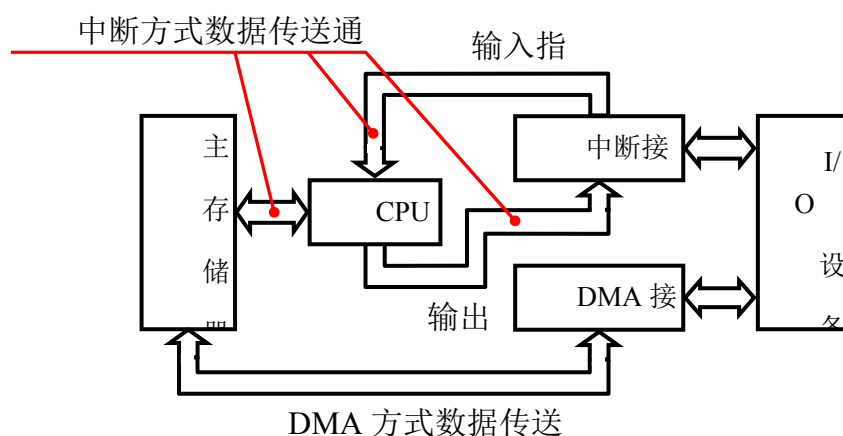 中断方式数据传送通
输入指
主
存
储
中断接
CPU
I/
O
设
DMA 接
输出
DMA 方式数据传送